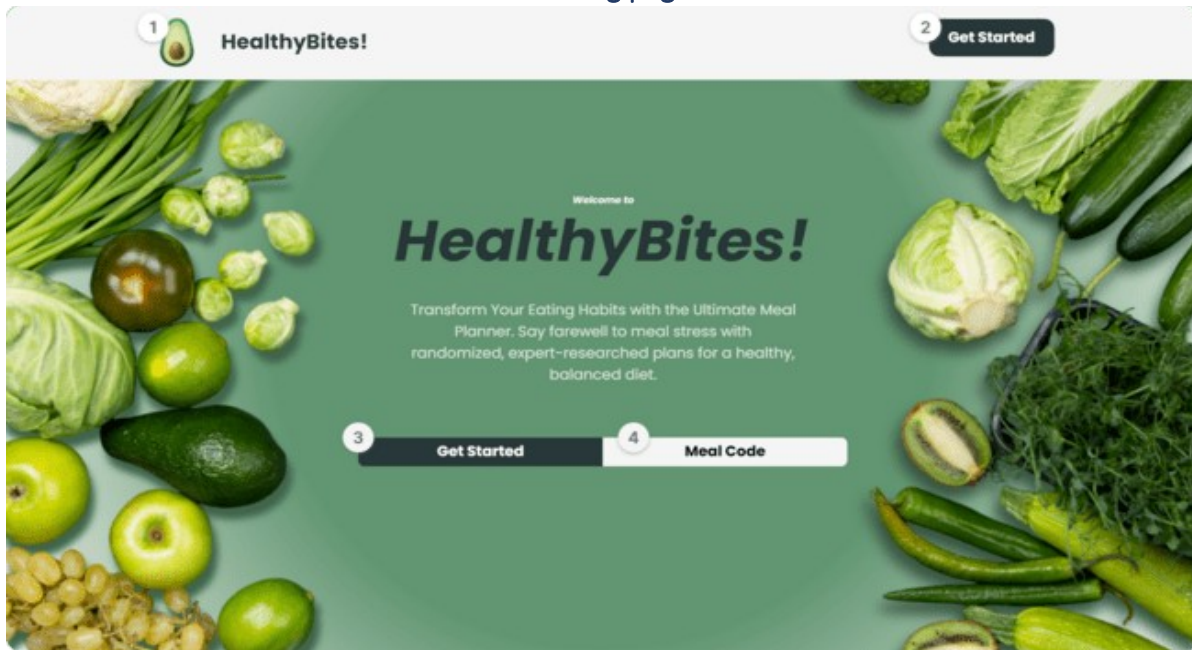 1
HealthyBites!
2
Get Started
Welcome to
HealthyBites!
Transform Your Eating Habits with the Ultimate Meal
Planner. Say farewell to meal stress with
randomized, expert-researched plans for a healthy,
balanced diet.
3
Get Started
4
Meal Code